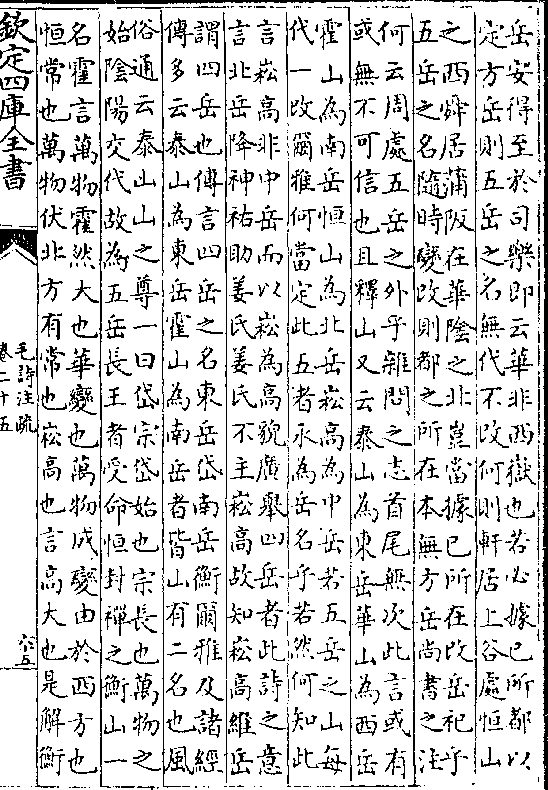 岳安得至於司樂即云華非西嶽也若必據已所都以
定方岳則五岳之名無代不改何則軒居上谷處恒山
之西舜居蒲阪在華陰之北豈當據已所在改岳祀乎
五岳之名隨時變改則都之所在本無方岳尚書之注
何云周處五岳之外乎雜問之志首尾無次此言或有
或無不可信也且釋山又云泰山為東岳華山為西岳
霍山為南岳恒山為北岳崧高為中岳若五岳之山每
代一改爾雅何當定此五者永為岳名乎若然何知此
言崧高非中岳而以崧為高貌廣舉四岳者此詩之意
言北岳降神祐助姜氏姜氏不主崧高故知崧高維岳
謂四岳也傳言四岳之名東岳岱南岳衡爾雅及諸經
傳多云泰山為東岳霍山為南岳者皆山有二名也風
俗通云泰山山之尊一曰岱宗岱始也宗長也萬物之
始陰陽交代故為五岳長王者受命恒封禪之衡山一
名霍言萬物霍然大也華變也萬物成變由於西方也
恒常也萬物伏北方有常也崧高也言高大也是解衡
欽定四庫全書
毛詩注疏
卷二十五